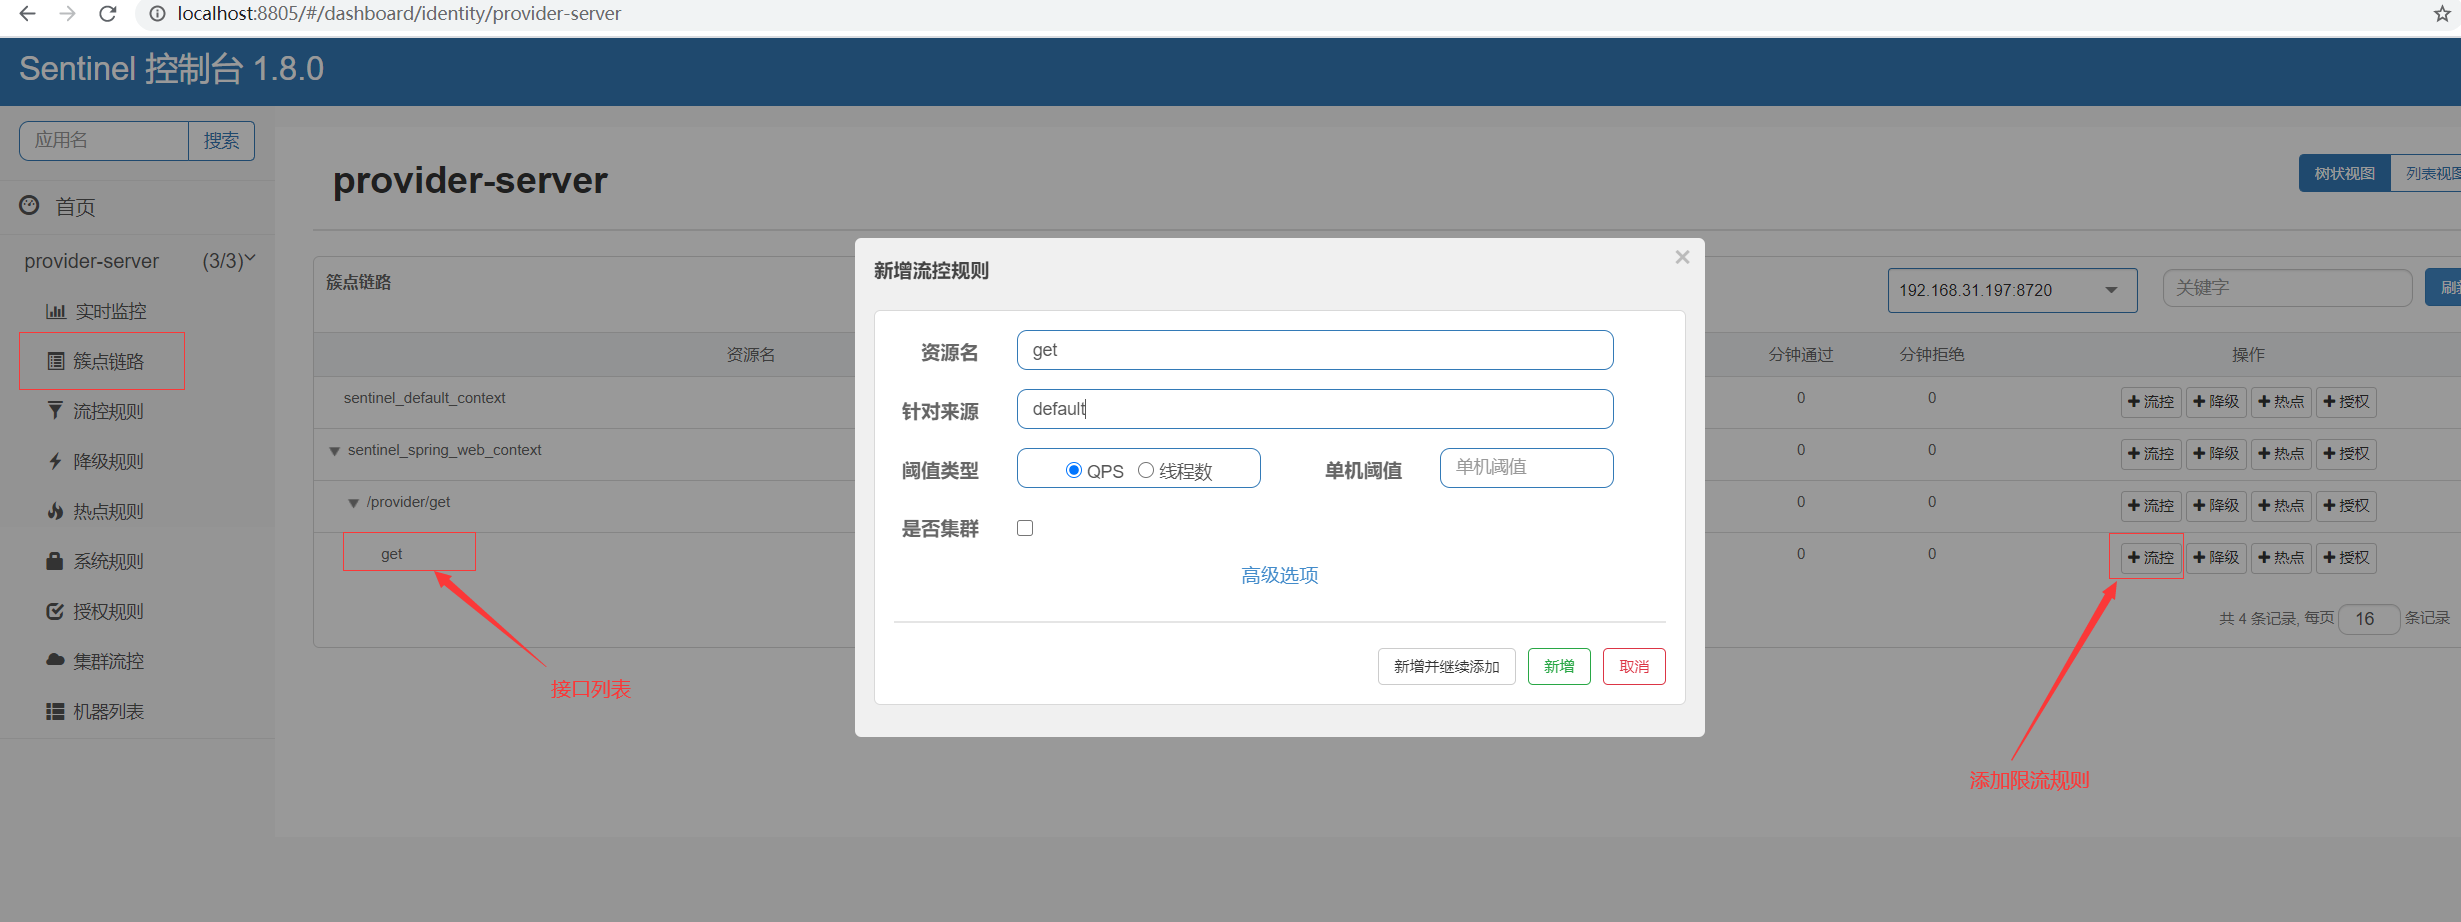 localhost:8805/#/dashboard/identity/provider-server
Sentinel 控制台 1.8.0
应用名 搜索
首页
provider-server (3/3)
实时监控
簇点链路
流控规则
降级规则
热点规则
系统规则
授权规则
集群流控
机器列表
provider-server
树状视图 列表视图
簇点链路
192.168.31.197:8720 关键字 刷新
资源名 分钟通过 分钟拒绝 操作
sentinel_default_context 0 0 流控 降级 热点 授权
sentinel_spring_web_context 0 0 流控 降级 热点 授权
/provider/get 0 0 流控 降级 热点 授权
get 0 0 流控 降级 热点 授权
共 4 条记录, 每页 16 条记录
接口列表
添加限流规则
新增流控规则
×
资源名 get
针对来源 default
阈值类型 QPS 线程数 单机阈值 单机阈值
是否集群
高级选项
新增并继续添加 新增 取消